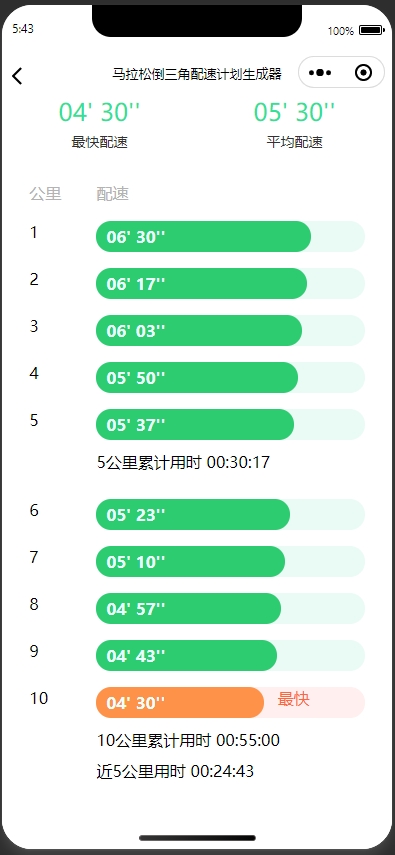 5:43
100%
马拉松倒三角配速计划生成器
04' 30'' 05' 30''
最快配速 平均配速
公里 配速
1 06' 30''
2 06' 17''
3 06' 03''
4 05' 50''
5 05' 37''
5公里累计用时 00:30:17
6 05' 23''
7 05' 10''
8 04' 57''
9 04' 43''
10 04' 30'' 最快
10公里累计用时 00:55:00
近5公里用时 00:24:43